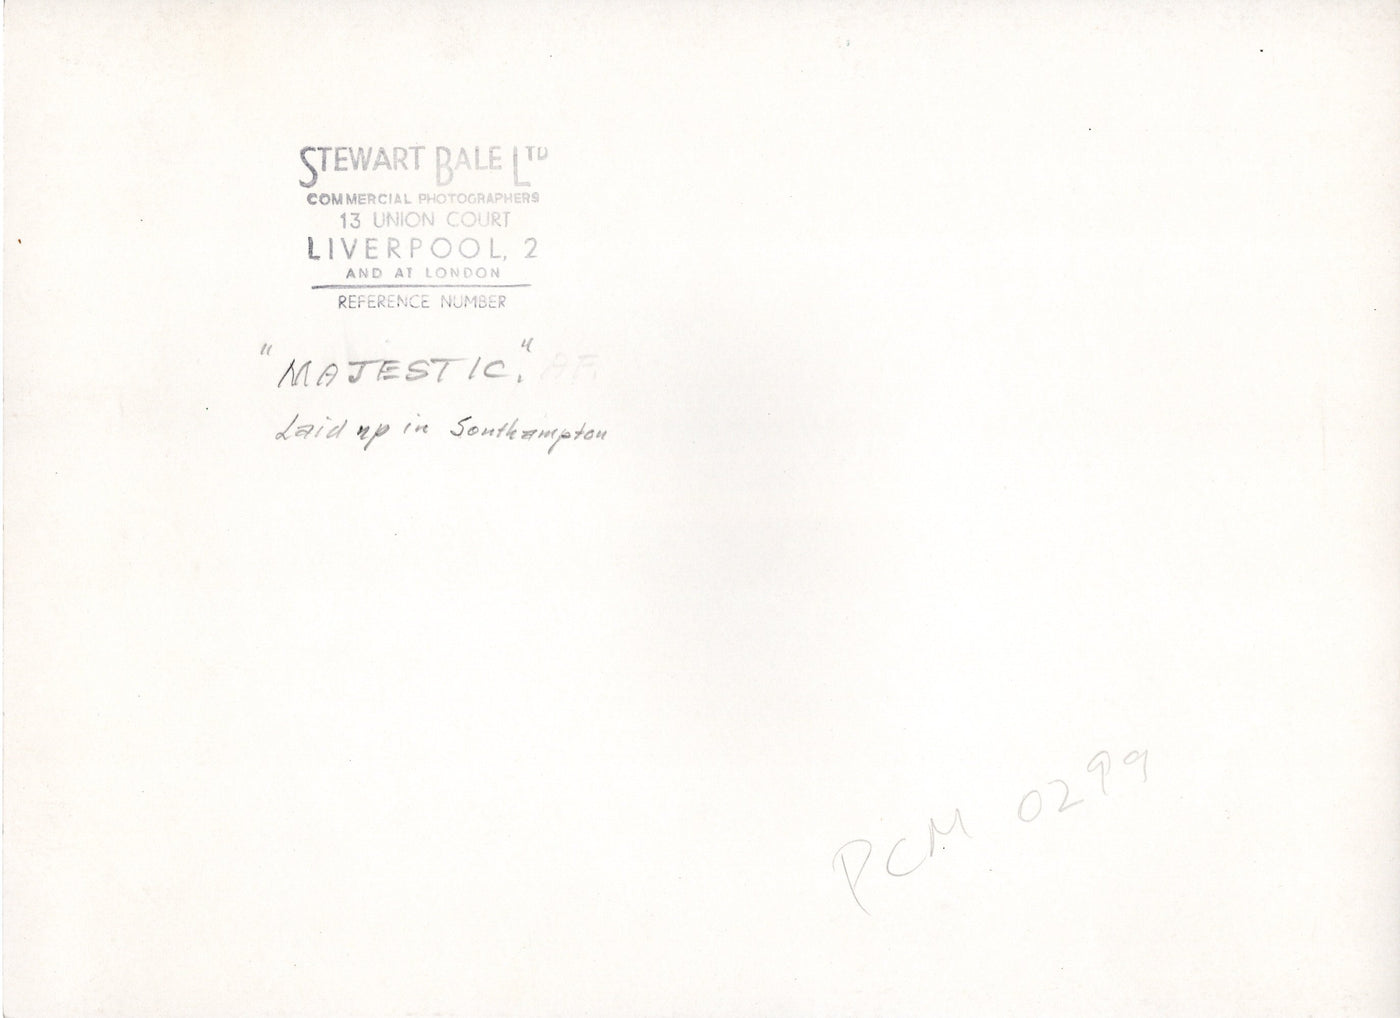 STEWART BALE LTD
COMMERCIAL PHOTOGRAPHERS
13 UNION COURT
LIVERPOOL, 2
AND AT LONDON
REFERENCE NUMBER
"MAJESTIC".
Laid up in Southampton
PCM 0299